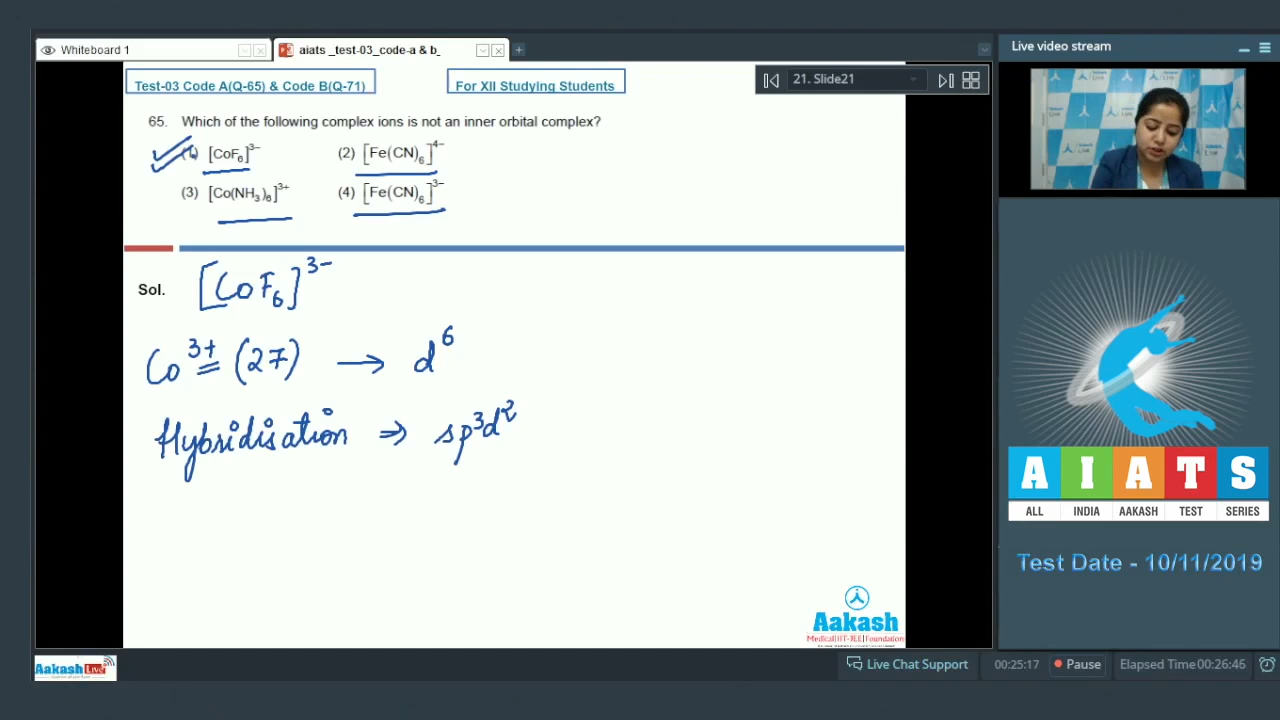 Whiteboard 1
aiats _test-03_code-a & b_
Live video stream
Test-03 Code A(Q-65) & Code B(Q-71)
For XII Studying Students
21. Slide21
65. Which of the following complex ions is not an inner orbital complex?
(1) [CoF₆]³⁻ (2) [Fe(CN)₆]⁴⁻
(3) [Co(NH₃)₆]³⁺ (4) [Fe(CN)₆]³⁻
Sol. [CoF₆]³⁻
Co³⁺ (27) → d⁶
Hybridisation ⇒ sp³d²
AIATS
ALL INDIA AAKASH TEST SERIES
Test Date - 10/11/2019
Aakash
Medical|IIT-JEE|Foundation
Aakash Live
Live Chat Support
00:25:17
Pause
Elapsed Time 00:26:46